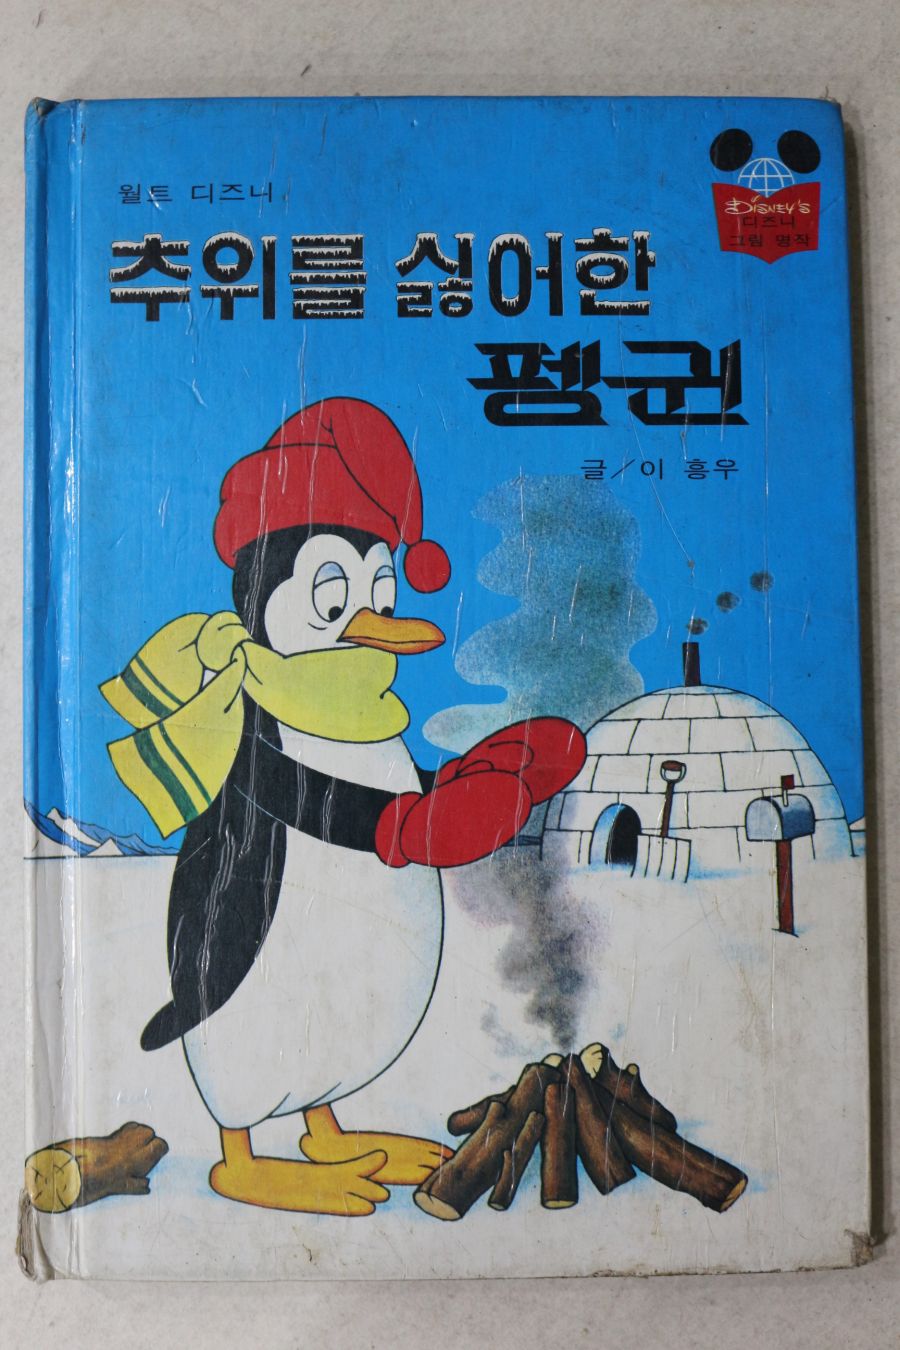 월트 디즈니
DISNEY'S
디즈니
그림 명작
추위를 싫어한
펭귄
글/이 흥우